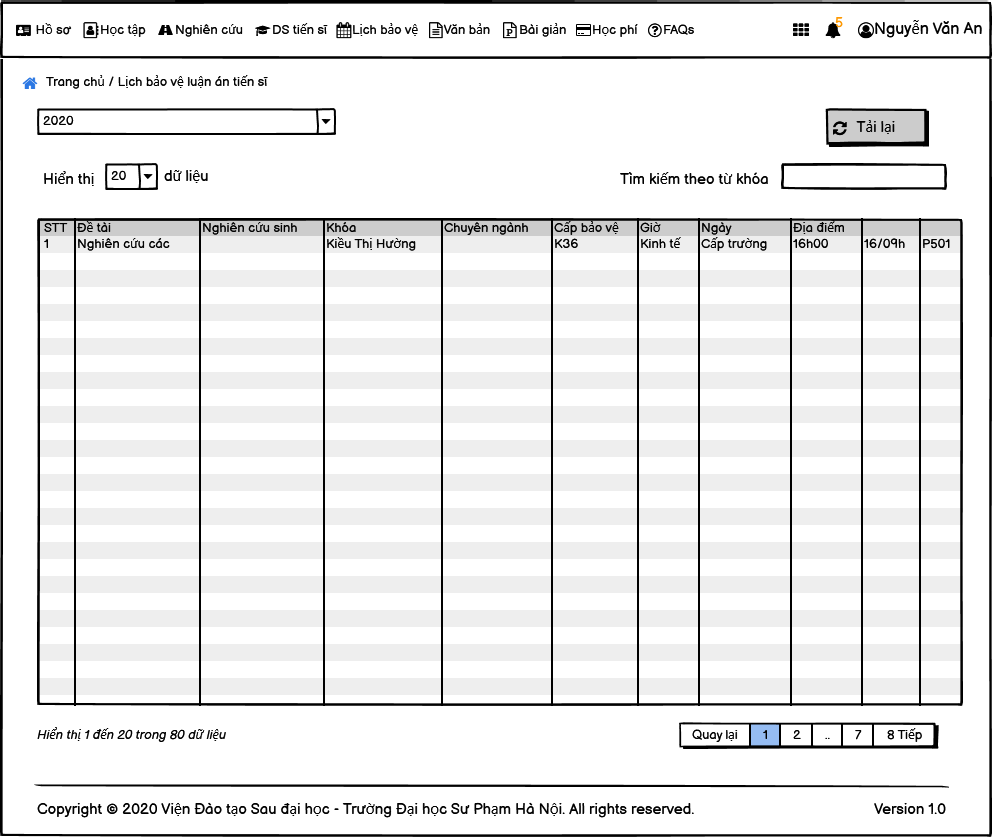 Hồ sơ Học tập Nghiên cứu DS tiến sĩ Lịch bảo vệ Văn bản Bài giản Học phí FAQs 5 Nguyễn Văn An
Trang chủ / Lịch bảo vệ luận án tiến sĩ
2020 Tải lại
Hiển thị 20 dữ liệu Tìm kiếm theo từ khóa
STT Đề tài Nghiên cứu sinh Khóa Chuyên ngành Cấp bảo vệ Giờ Ngày Địa điểm
1 Nghiên cứu các Kiều Thị Hường K36 Kinh tế Cấp trường 16h00 16/09h P501
Hiển thị 1 đến 20 trong 80 dữ liệu Quay lại 1 2 .. 7 8 Tiếp
Copyright © 2020 Viện Đào tạo Sau đại học - Trường Đại học Sư Phạm Hà Nội. All rights reserved. Version 1.0